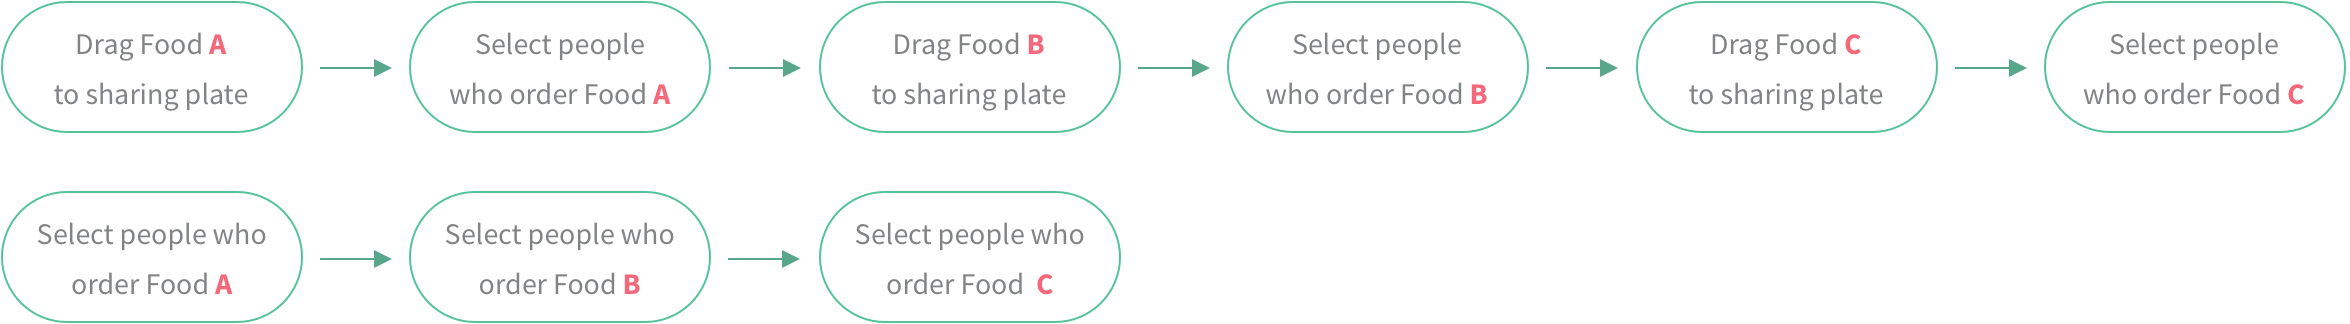 Drag Food A
to sharing plate
Select people
who order Food A
Drag Food B
to sharing plate
Select people
who order Food B
Drag Food C
to sharing plate
Select people
who order Food C
Select people who
order Food A
Select people who
order Food B
Select people who
order Food C